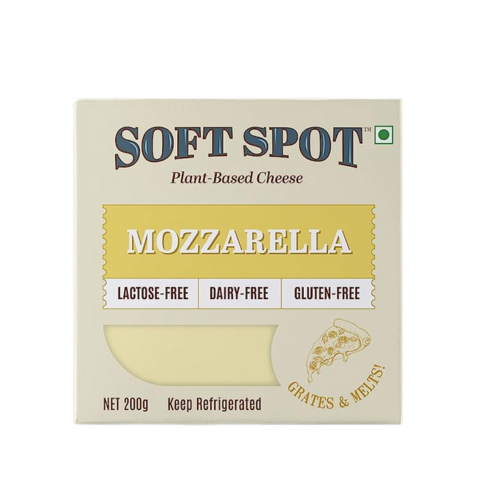 SOFT SPOT™
Plant-Based Cheese
MOZZARELLA
LACTOSE-FREE DAIRY-FREE GLUTEN-FREE
GRATES & MELTS!
NET 200g Keep Refrigerated